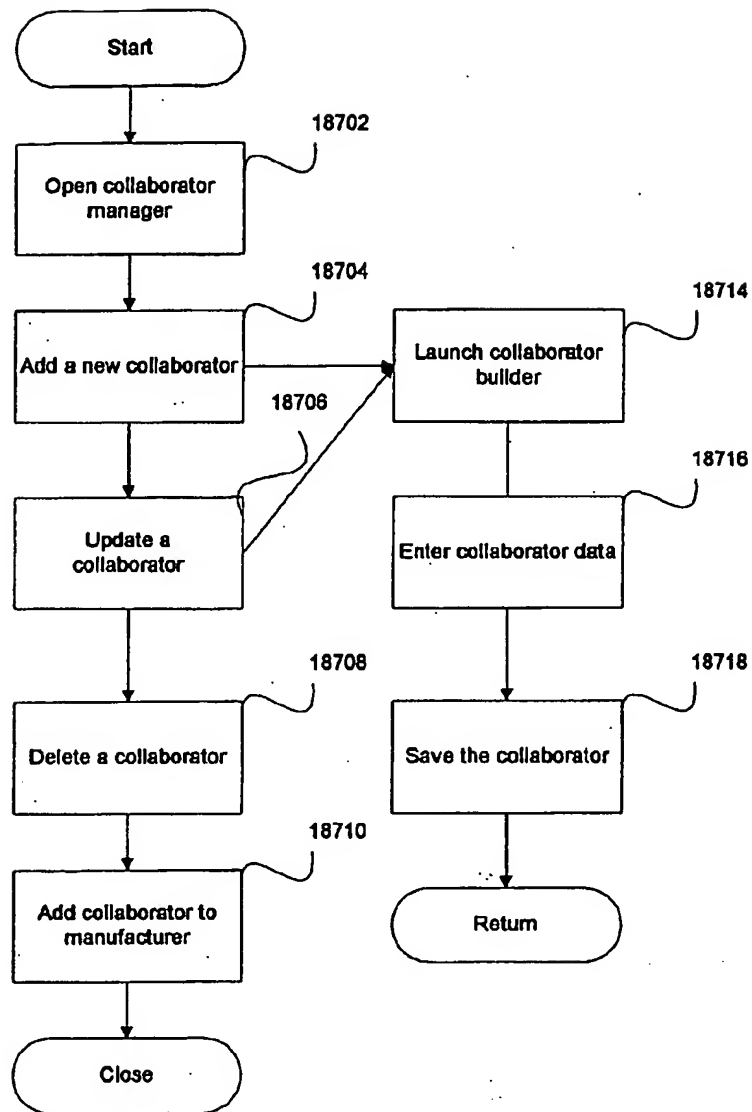 Start
18702
Open collaborator
manager
18704
Add a new collaborator
18706
Update a
collaborator
18708
Delete a collaborator
18710
Add collaborator to
manufacturer
Close
18714
Launch collaborator
builder
18716
Enter collaborator data
18718
Save the collaborator
Return